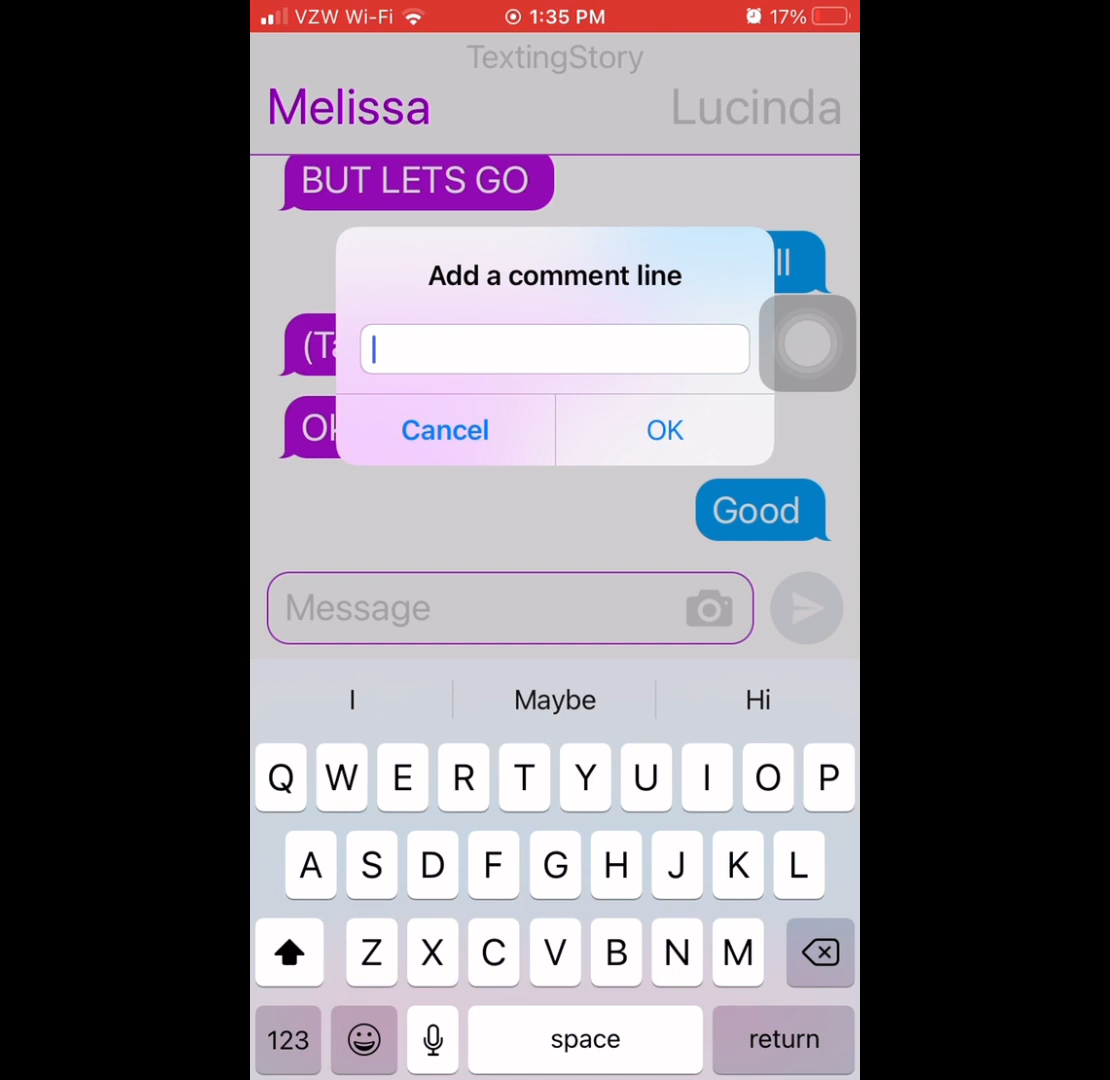 VZW Wi-Fi 1:35 PM 17%
TextingStory
Melissa Lucinda
BUT LETS GO
Add a comment line
Cancel OK
Good
Message
I Maybe Hi
Q W E R T Y U I O P
A S D F G H J K L
Z X C V B N M
123 space return